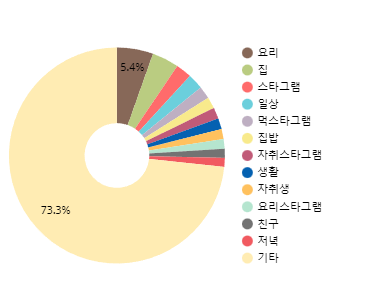 5.4%
73.3%
요리
집
스타그램
일상
먹스타그램
집밥
자취스타그램
생활
자취생
요리스타그램
친구
저녁
기타